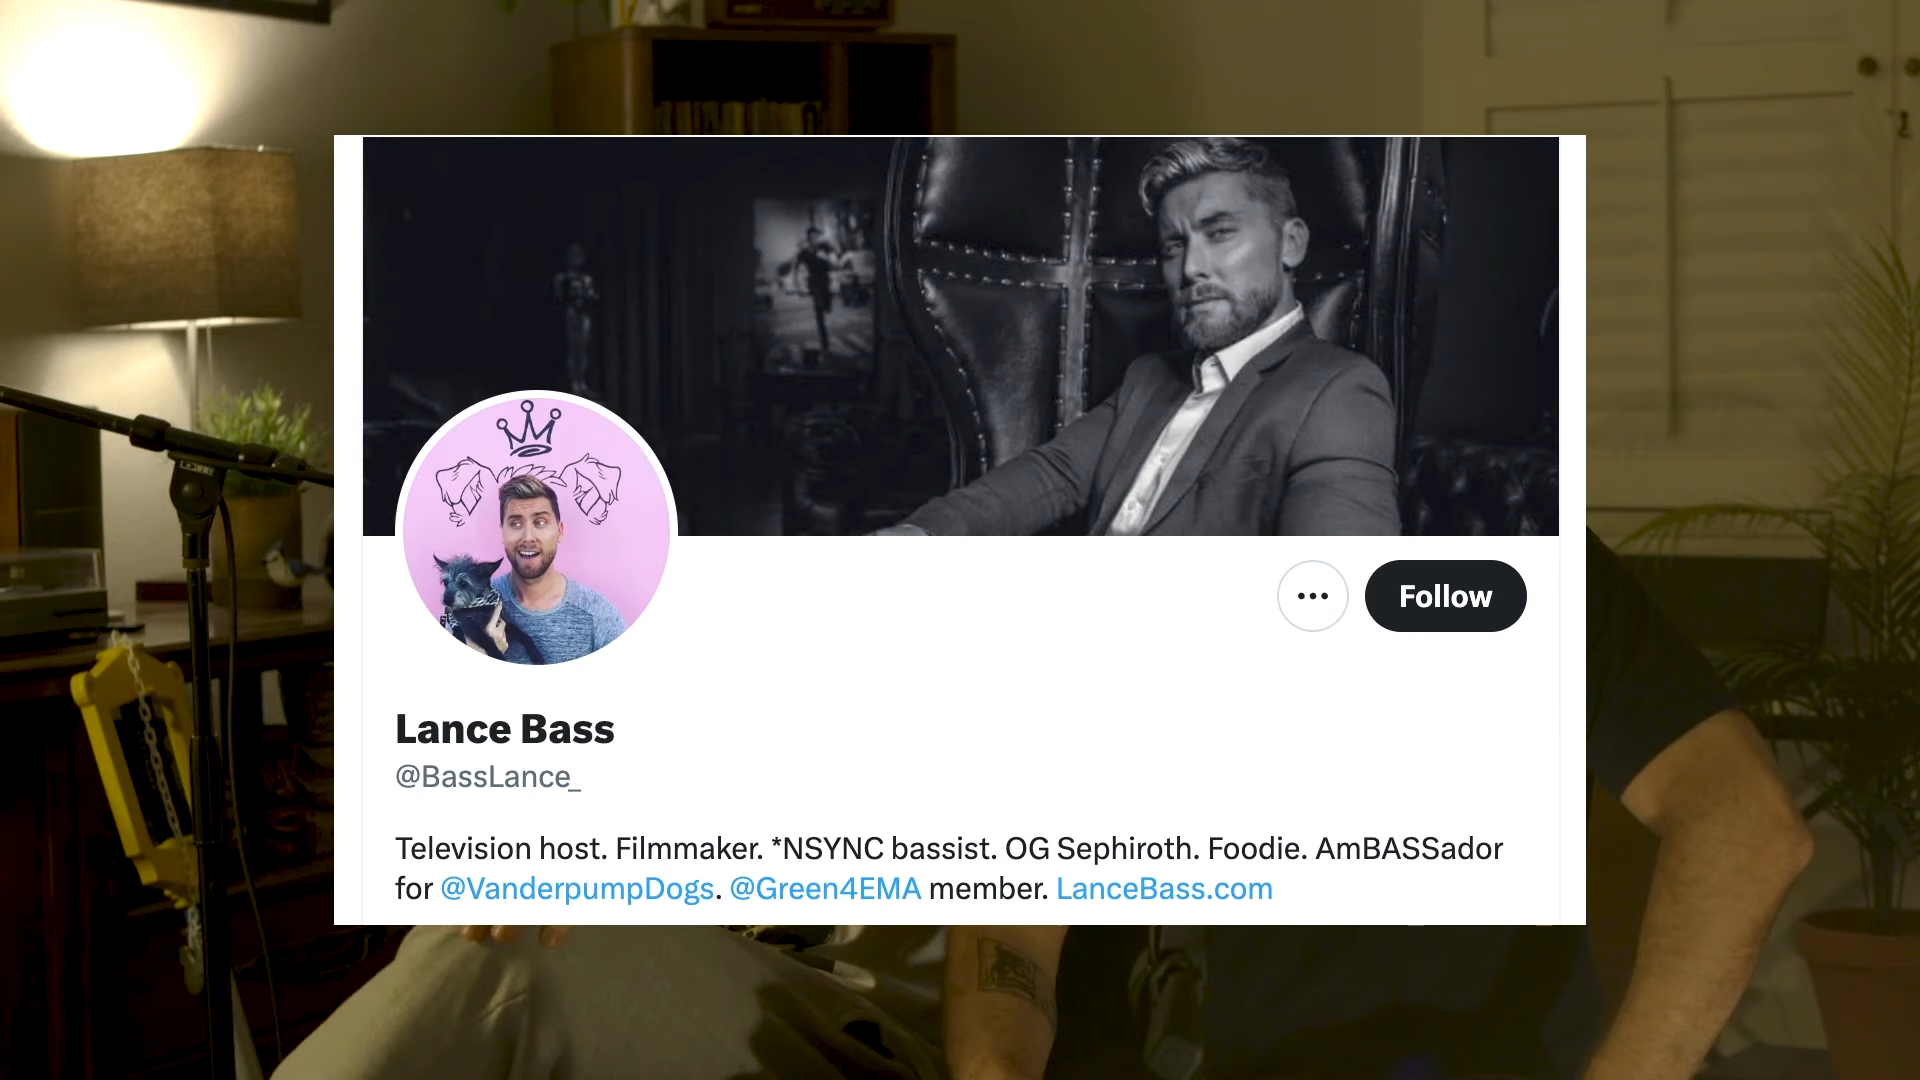 Follow
Lance Bass
@BassLance_
Television host. Filmmaker. *NSYNC bassist. OG Sephiroth. Foodie. AmBASSador
for @VanderpumpDogs. @Green4EMA member. LanceBass.com